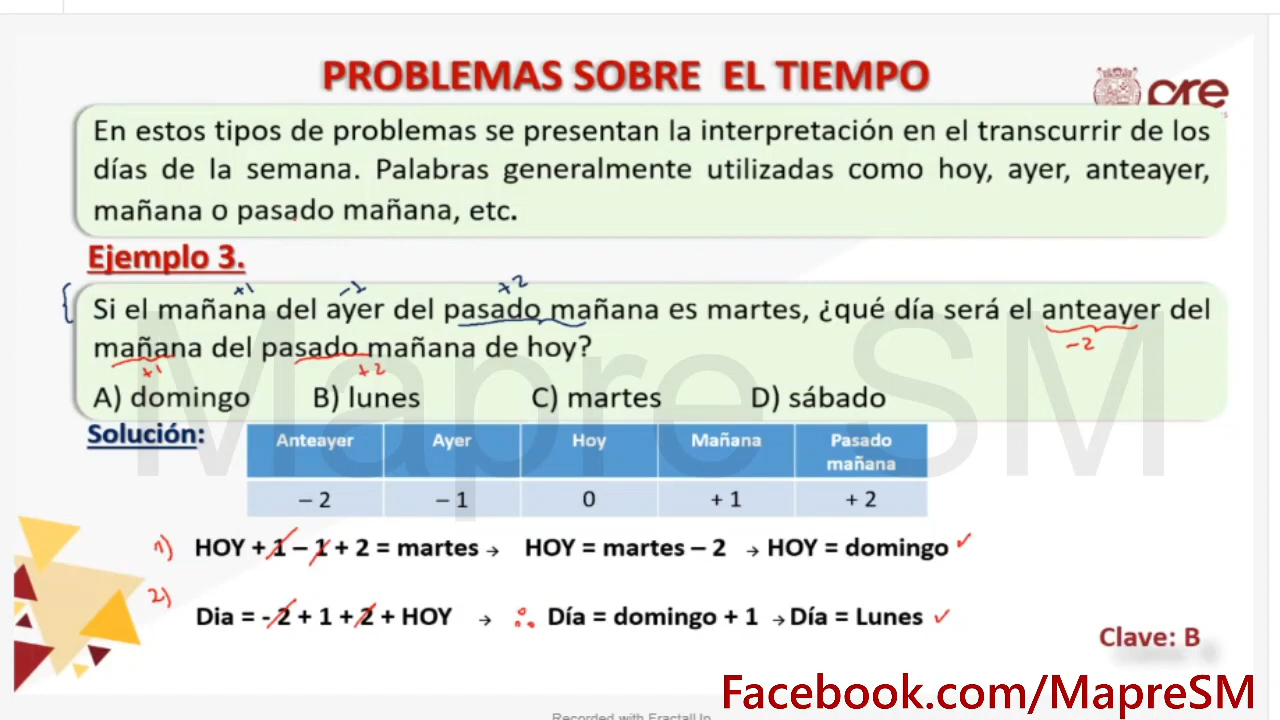 PROBLEMAS SOBRE EL TIEMPO
cre
En estos tipos de problemas se presentan la interpretación en el transcurrir de los
días de la semana. Palabras generalmente utilizadas como hoy, ayer, anteayer,
mañana o pasado mañana, etc.
Ejemplo 3.
+1 -1 +2
Si el mañana del ayer del pasado mañana es martes, ¿qué día será el anteayer del
-2
mañana del pasado mañana de hoy?
+1 +2
A) domingo B) lunes C) martes D) sábado
Solución:
Anteayer Ayer Hoy Mañana Pasado
mañana
– 2 – 1 0 + 1 + 2
1) HOY + 1 – 1 + 2 = martes → HOY = martes – 2 → HOY = domingo ✓
2) Dia = - 2 + 1 + 2 + HOY → ∴ Día = domingo + 1 → Día = Lunes ✓
Clave: B
Mapre SM
Facebook.com/MapreSM
Recorded with FractalUp